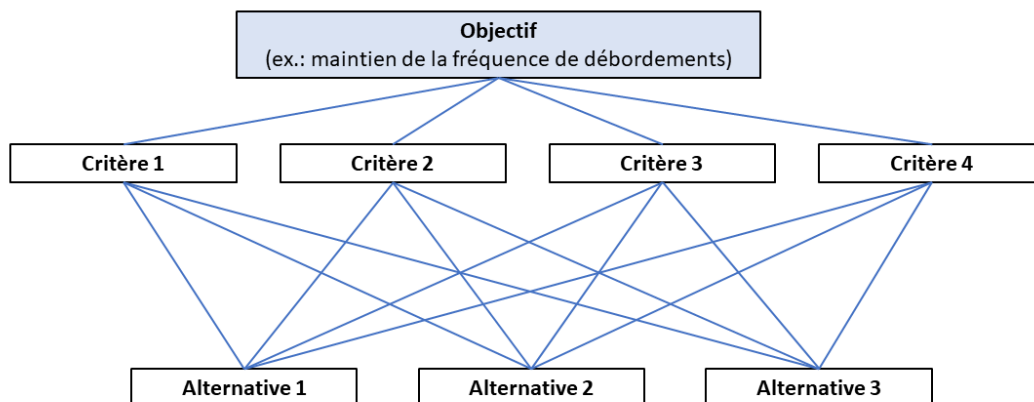 Objectif
(ex.: maintien de la fréquence de débordements)
Critère 1
Critère 2
Critère 3
Critère 4
Alternative 1
Alternative 2
Alternative 3